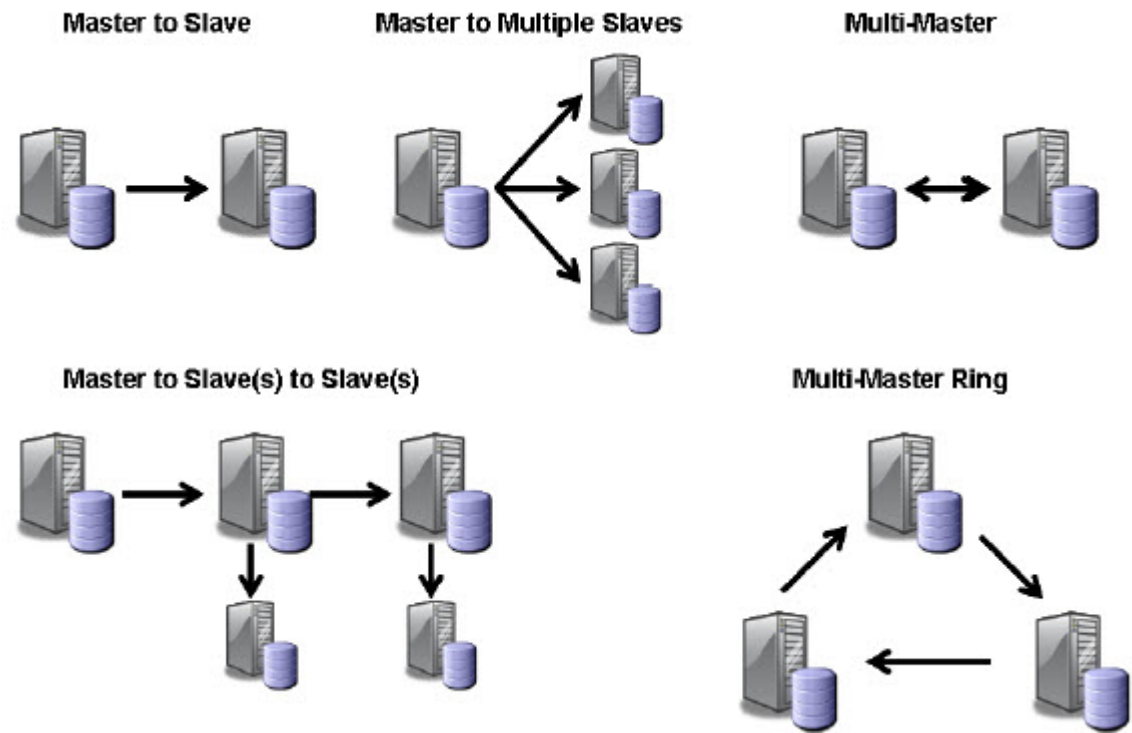 Master to Slave
Master to Multiple Slaves
Multi-Master
Master to Slave(s) to Slave(s)
Multi-Master Ring